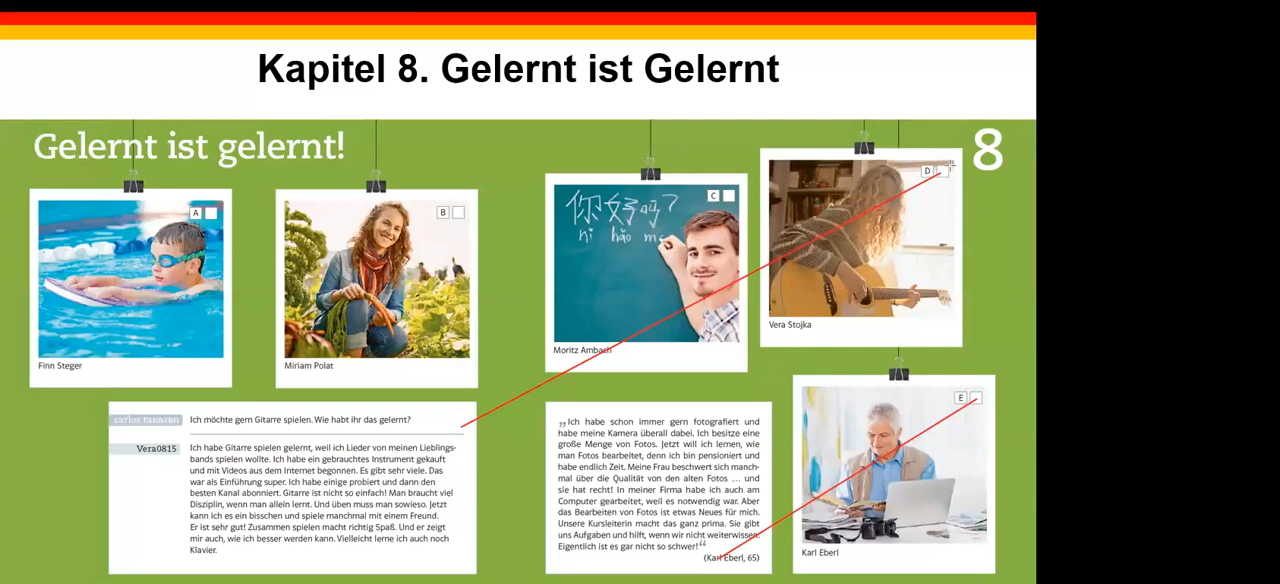 Kapitel 8. Gelernt ist Gelernt
Gelernt ist gelernt!
8
A
Finn Steger
B
Miriam Polat
C
你好吗?
nǐ hǎo
Moritz Ambach
D
Vera Stojka
E
Karl Eberl
Ich möchte gern Gitarre spielen. Wie habt ihr das gelernt?
Vera0815
Ich habe Gitarre spielen gelernt, weil ich Lieder von meinen Lieblings-
bands spielen wollte. Ich habe ein gebrauchtes Instrument gekauft
und mit Videos aus dem Internet begonnen. Es gibt sehr viele. Das
war als Einführung super. Ich habe einige probiert und dann den
besten Kanal abonniert. Gitarre ist nicht so einfach! Man braucht viel
Disziplin, wenn man allein lernt. Und üben muss man sowieso. Jetzt
kann ich es ein bisschen und spiele manchmal mit einem Freund.
Er ist sehr gut! Zusammen spielen macht richtig Spaß. Und er zeigt
mir auch, wie ich besser werden kann. Vielleicht lerne ich auch noch
Klavier.
„Ich habe schon immer gern fotografiert und
habe meine Kamera überall dabei. Ich besitze eine
große Menge von Fotos. Jetzt will ich lernen, wie
man Fotos bearbeitet, denn ich bin pensioniert und
habe endlich Zeit. Meine Frau beschwert sich manch-
mal über die Qualität von den alten Fotos ... und
sie hat recht! In meiner Firma habe ich auch am
Computer gearbeitet, weil es notwendig war. Aber
das Bearbeiten von Fotos ist etwas Neues für mich.
Unsere Kursleiterin macht das ganz prima. Sie gibt
uns Aufgaben und hilft, wenn wir nicht weiterwissen.
Eigentlich ist es gar nicht so schwer!“
(Karl Eberl, 65)